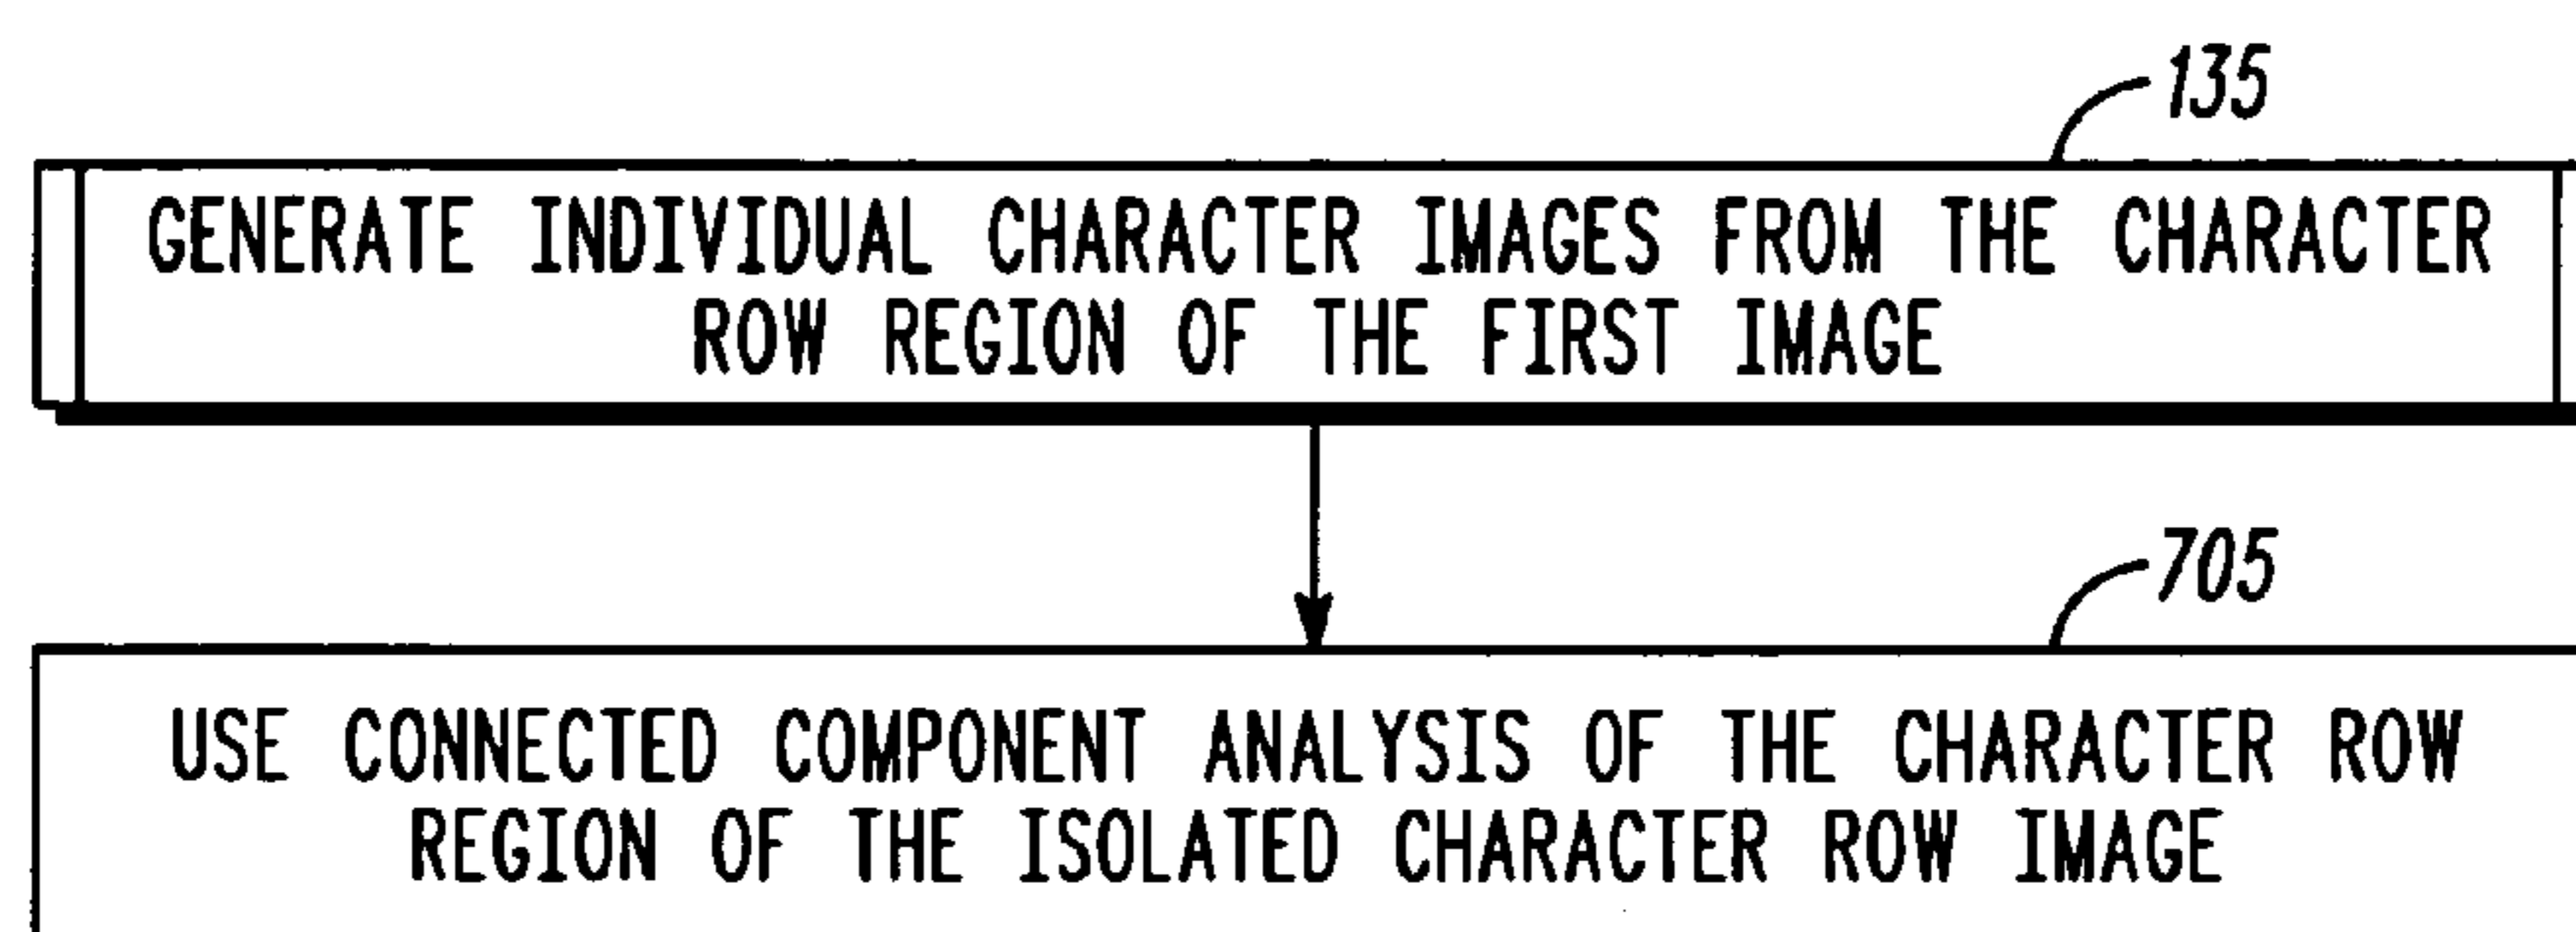 135
GENERATE INDIVIDUAL CHARACTER IMAGES FROM THE CHARACTER
ROW REGION OF THE FIRST IMAGE
705
USE CONNECTED COMPONENT ANALYSIS OF THE CHARACTER ROW
REGION OF THE ISOLATED CHARACTER ROW IMAGE